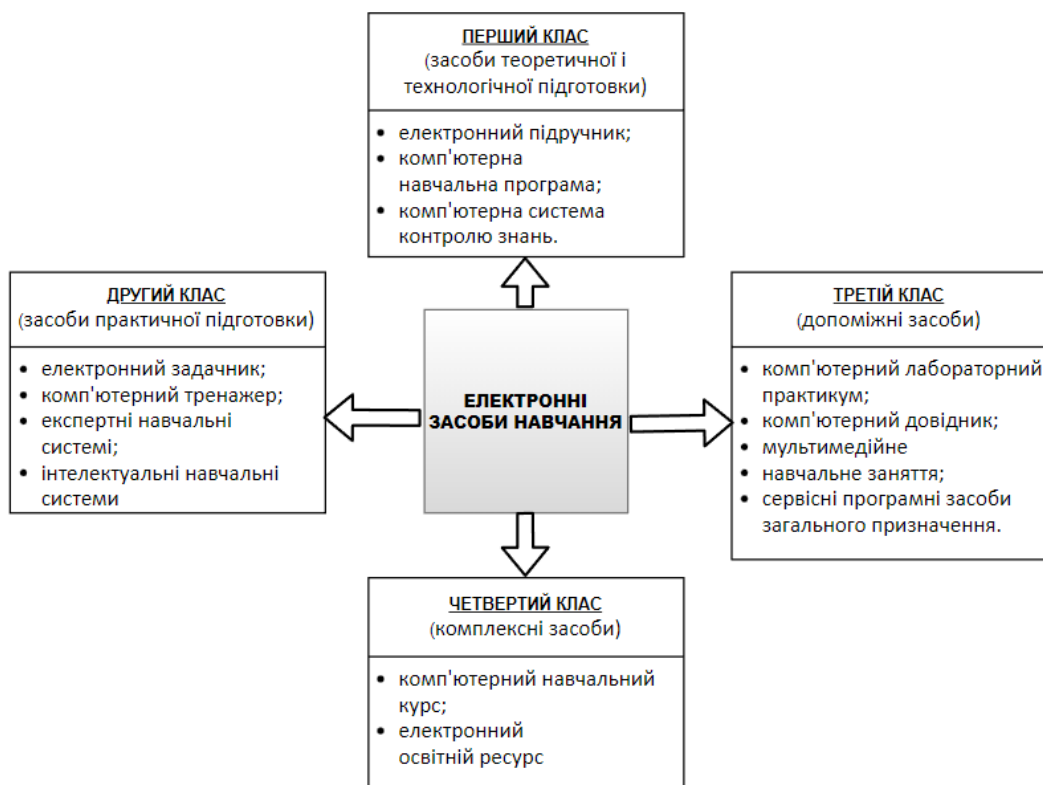 ПЕРШИЙ КЛАС
(засоби теоретичної і
технологічної підготовки)
• електронний підручник;
• комп'ютерна
навчальна програма;
• комп'ютерна система
контролю знань.
ДРУГИЙ КЛАС
(засоби практичної підготовки)
• електронний задачник;
• комп'ютерний тренажер;
• експертні навчальні
системі;
• інтелектуальні навчальні
системи
ЕЛЕКТРОННІ
ЗАСОБИ НАВЧАННЯ
ТРЕТІЙ КЛАС
(допоміжні засоби)
• комп'ютерний лабораторний
практикум;
• комп'ютерний довідник;
• мультимедійне
• навчальне заняття;
• сервісні програмні засоби
загального призначення.
ЧЕТВЕРТИЙ КЛАС
(комплексні засоби)
• комп'ютерний навчальний
курс;
• електронний
освітній ресурс